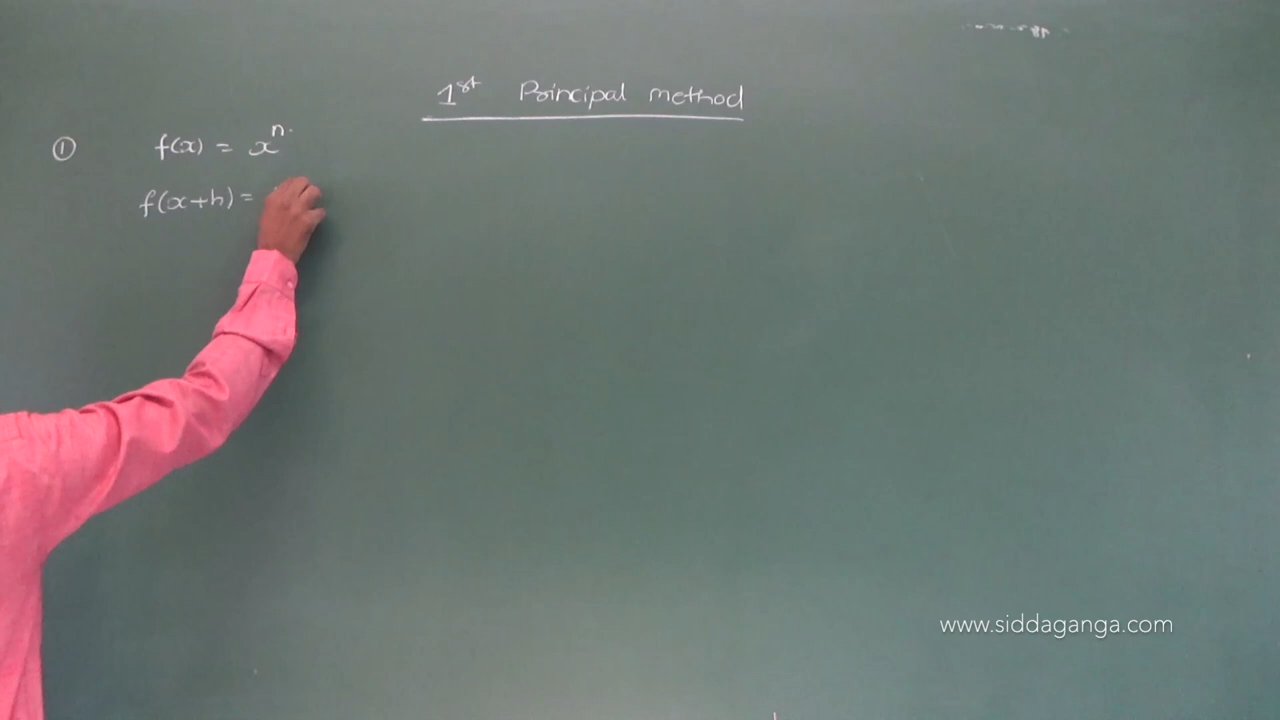 1st Principal method
① f(x) = x^n.
f(x+h) =
www.siddaganga.com